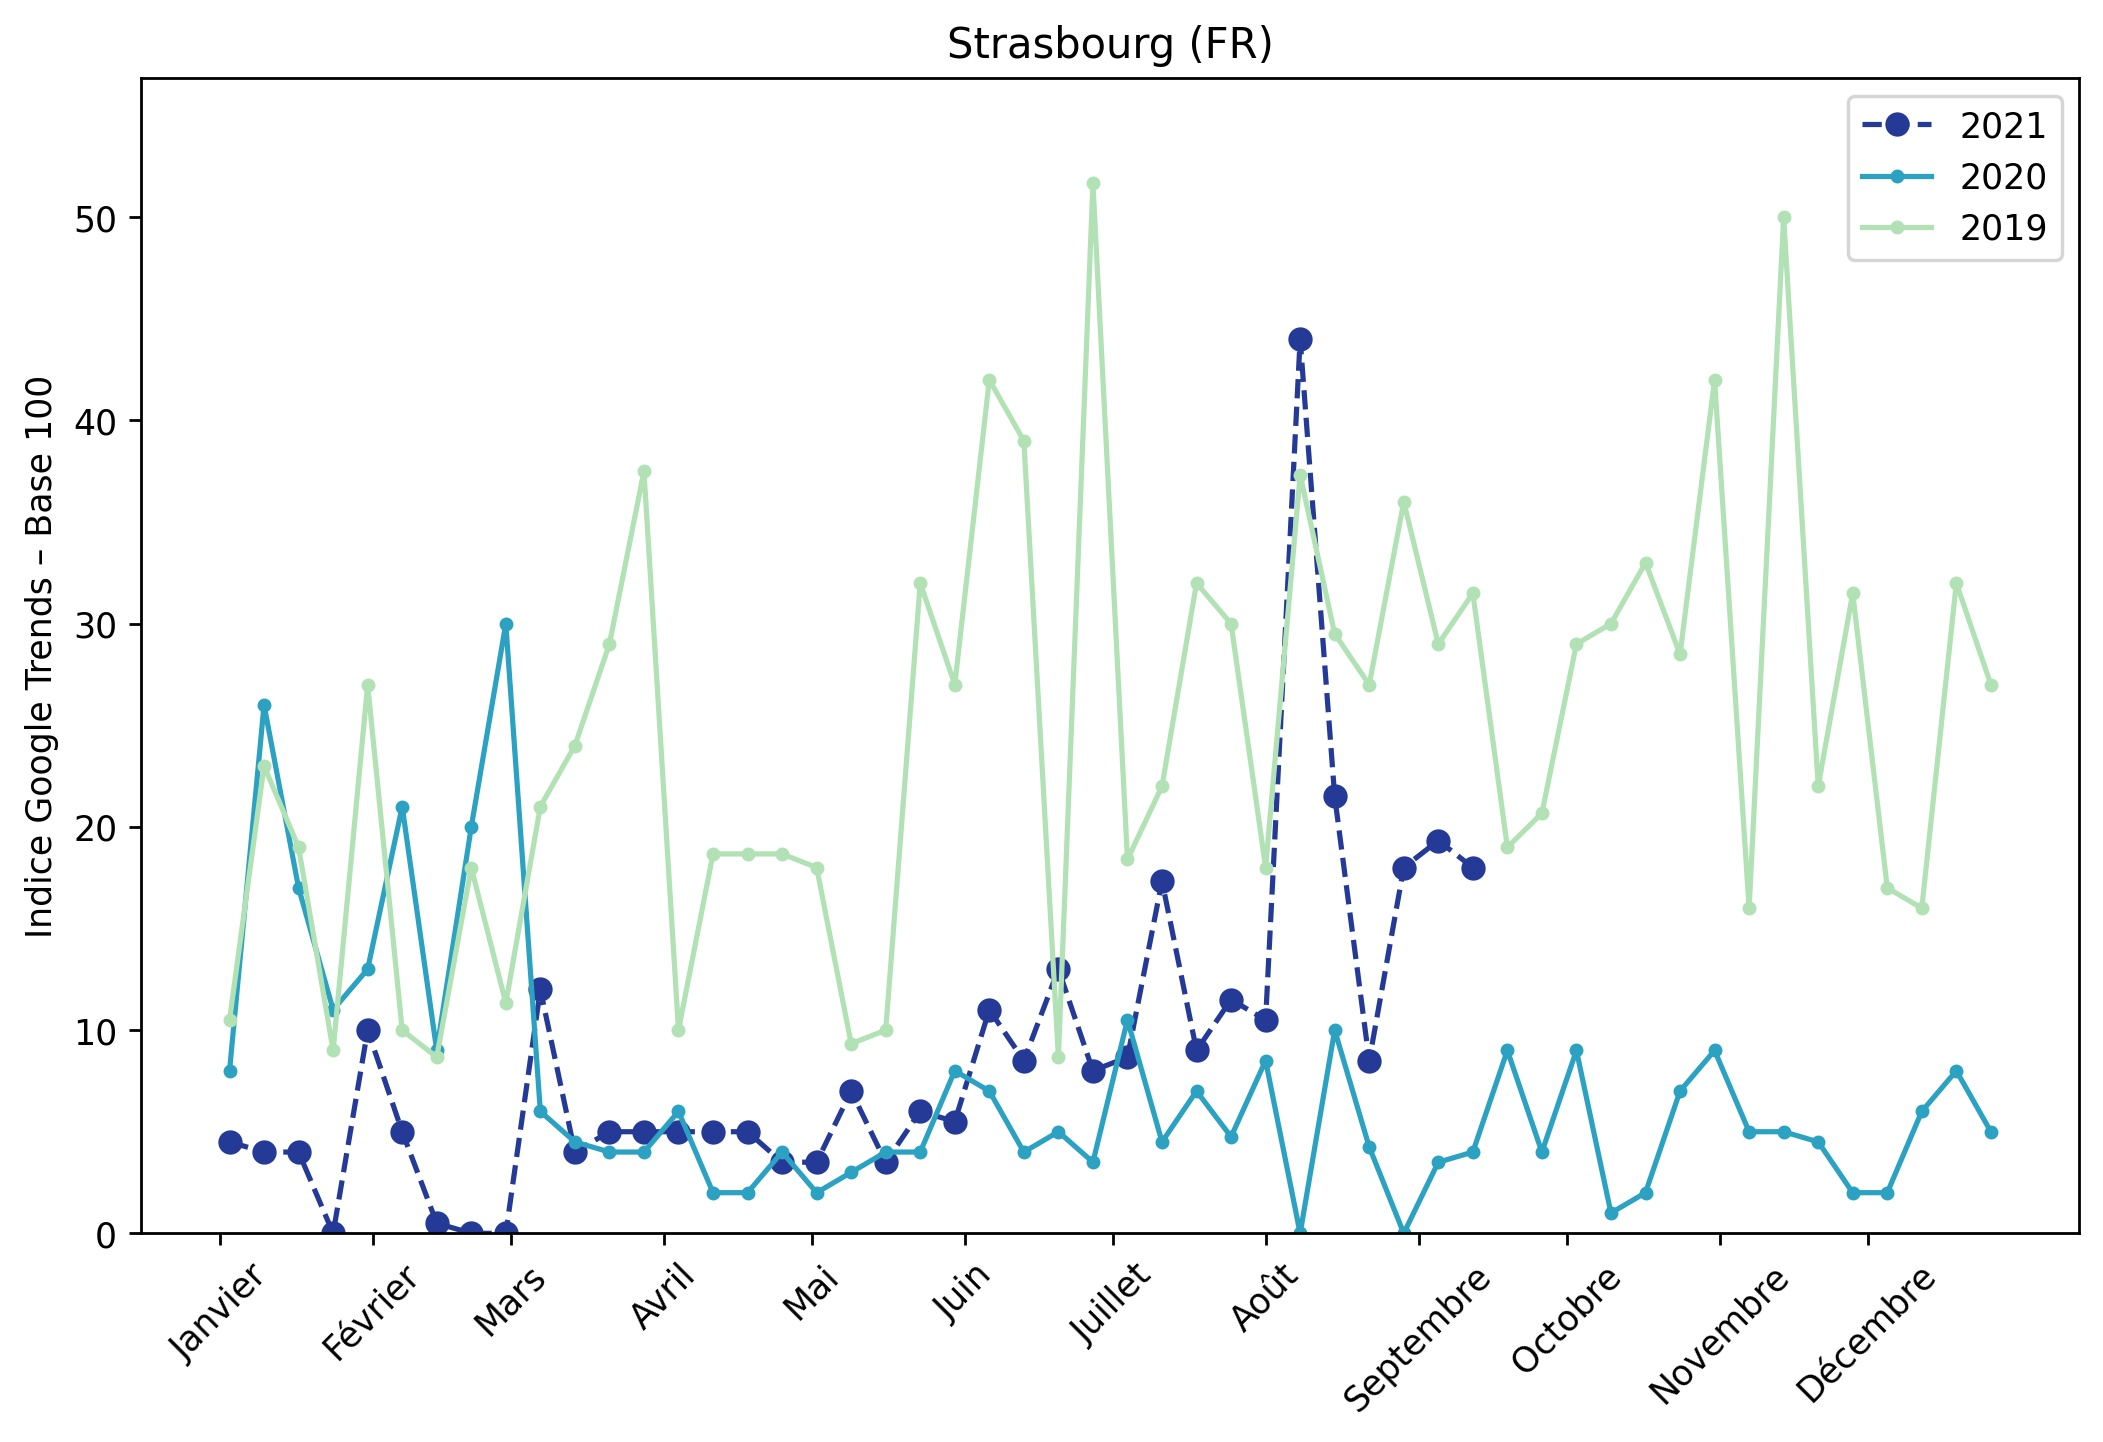 Strasbourg (FR)
2021
2020
2019
Indice Google Trends – Base 100
50
40
30
20
10
0
Janvier
Février
Mars
Avril
Mai
Juin
Juillet
Août
Septembre
Octobre
Novembre
Décembre